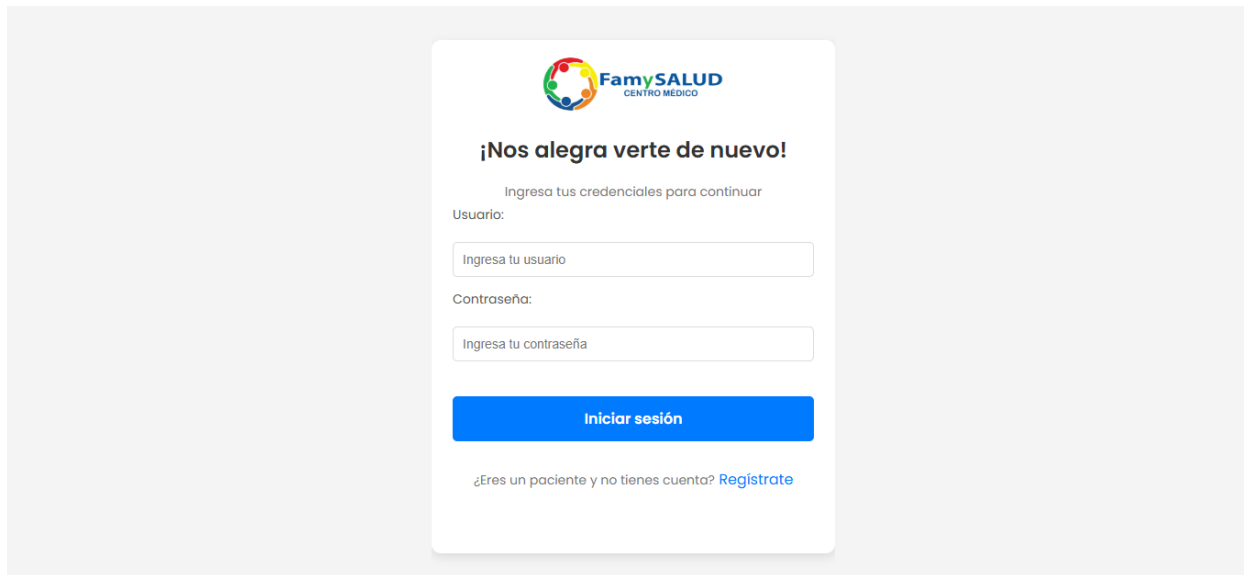 FamySALUD
CENTRO MÉDICO
¡Nos alegra verte de nuevo!
Ingresa tus credenciales para continuar
Usuario:
Ingresa tu usuario
Contraseña:
Ingresa tu contraseña
Iniciar sesión
¿Eres un paciente y no tienes cuenta? Regístrate